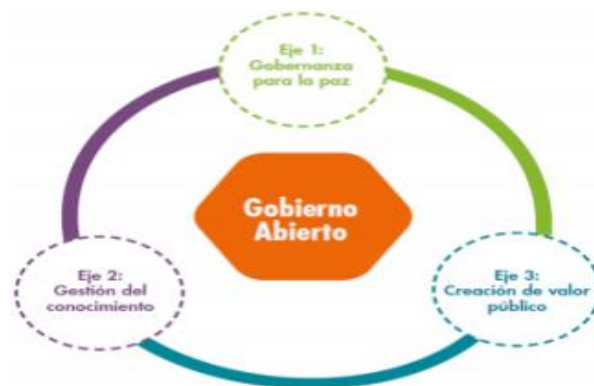 Eje 1:
Gobernanza
para la paz
Gobierno
Abierto
Eje 2:
Gestión del
conocimiento
Eje 3:
Creación de valor
público